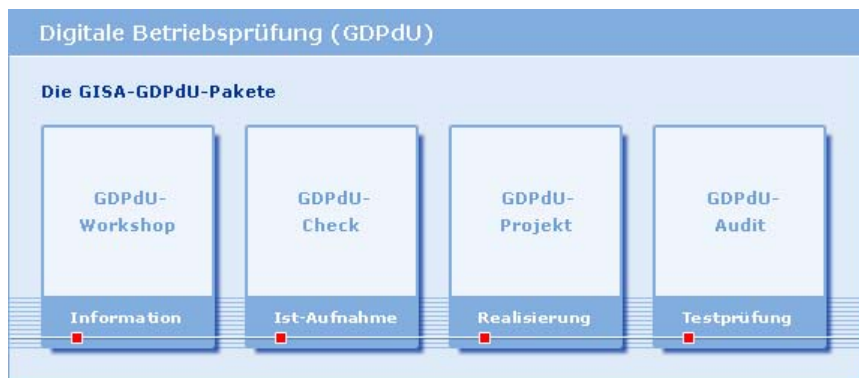 Digitale Betriebsprüfung (GDPdU)
Die GISA-GDPdU-Pakete
GDPdU-
Workshop
Information
GDPdU-
Check
Ist-Aufnahme
GDPdU-
Projekt
Realisierung
GDPdU-
Audit
Testprüfung